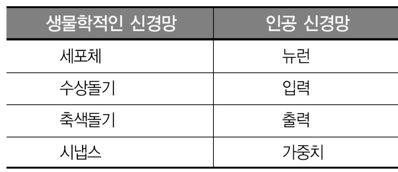 생물학적인 신경망 인공 신경망
세포체 뉴런
수상돌기 입력
축색돌기 출력
시냅스 가중치